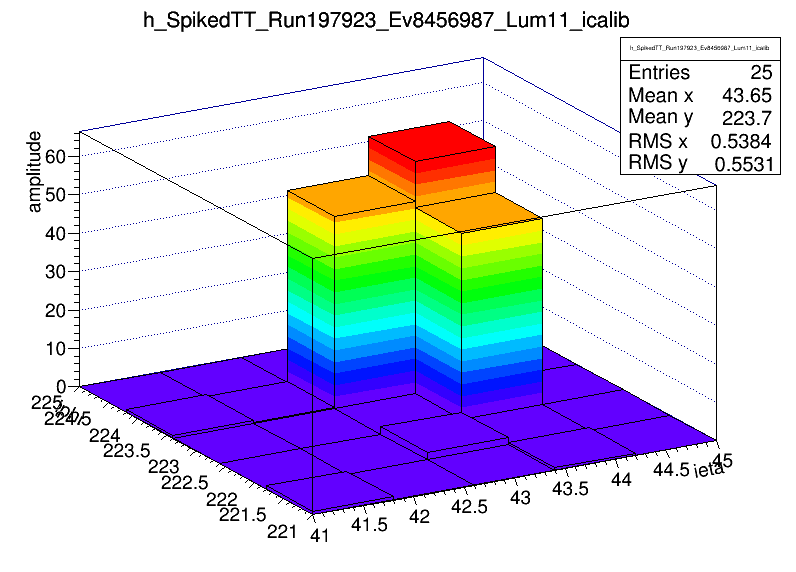 h_SpikedTT_Run197923_Ev8456987_Lum11_icalib
h_SpikedTT_Run197923_Ev8456987_Lum11_icalib
Entries 25
Mean x 43.65
Mean y 223.7
RMS x 0.5384
RMS y 0.5531
amplitude
60
50
40
30
20
10
0
225
224.5
224
223.5
223
222.5
222
221.5
221
41
41.5
42
42.5
43
43.5
44
44.5
45
ieta